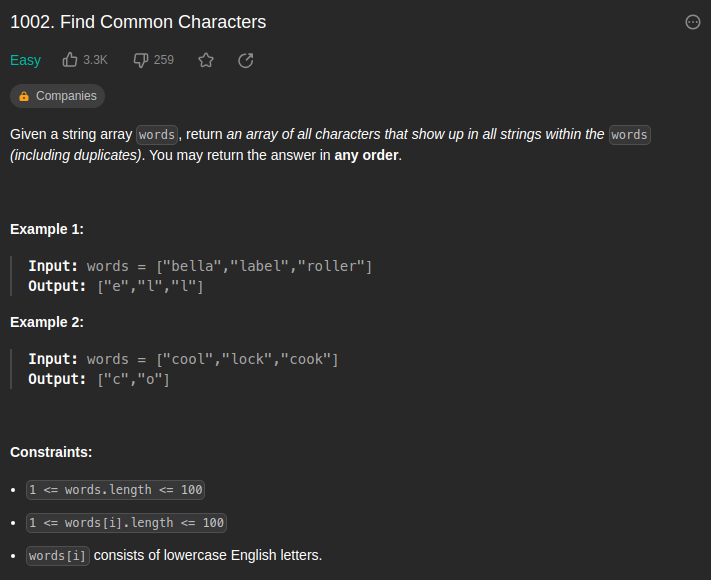 1002. Find Common Characters
Easy 3.3K 259
Companies
Given a string array words, return an array of all characters that show up in all strings within the words
(including duplicates). You may return the answer in any order.
Example 1:
Input: words = ["bella","label","roller"]
Output: ["e","l","l"]
Example 2:
Input: words = ["cool","lock","cook"]
Output: ["c","o"]
Constraints:
• 1 <= words.length <= 100
• 1 <= words[i].length <= 100
• words[i] consists of lowercase English letters.